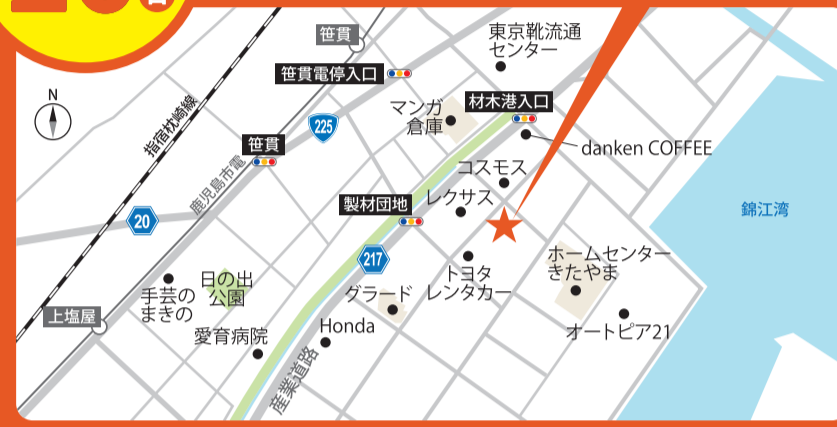 笹貫
東京靴流通
センター
笹貫電停入口
N
マンガ
倉庫
材木港入口
指宿枕崎線
225
笹貫
danken COFFEE
コスモス
鹿児島市電
レクサス
製材団地
20
錦江湾
217
ホームセンター
きたやま
日の出
公園
トヨタ
レンタカー
手芸の
まきの
グラード
上塩屋
愛育病院
Honda
オートピア21
産業道路